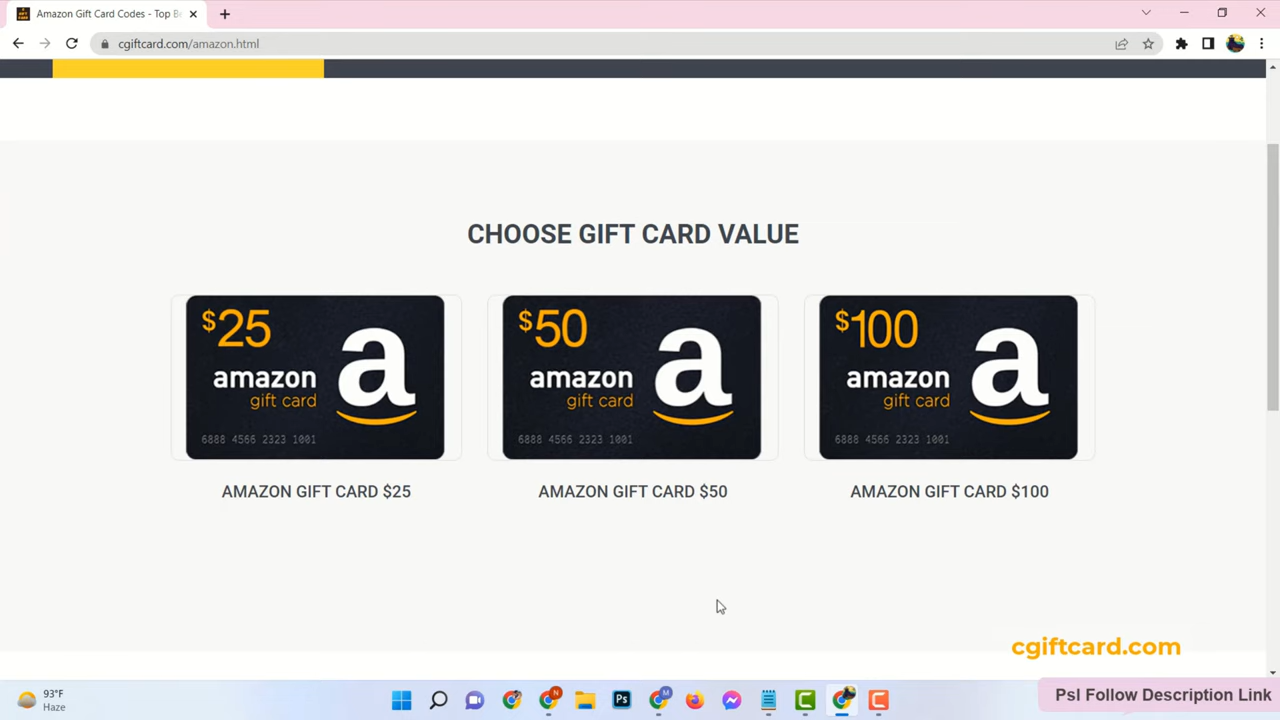 Amazon Gift Card Codes - Top Be
cgiftcard.com/amazon.html
CHOOSE GIFT CARD VALUE
$25
amazon
gift card
6888 4566 2323 1001
$50
amazon
gift card
6888 4566 2323 1001
$100
amazon
gift card
6888 4566 2323 1001
AMAZON GIFT CARD $25
AMAZON GIFT CARD $50
AMAZON GIFT CARD $100
cgiftcard.com
93°F
Haze
Psl Follow Description Link